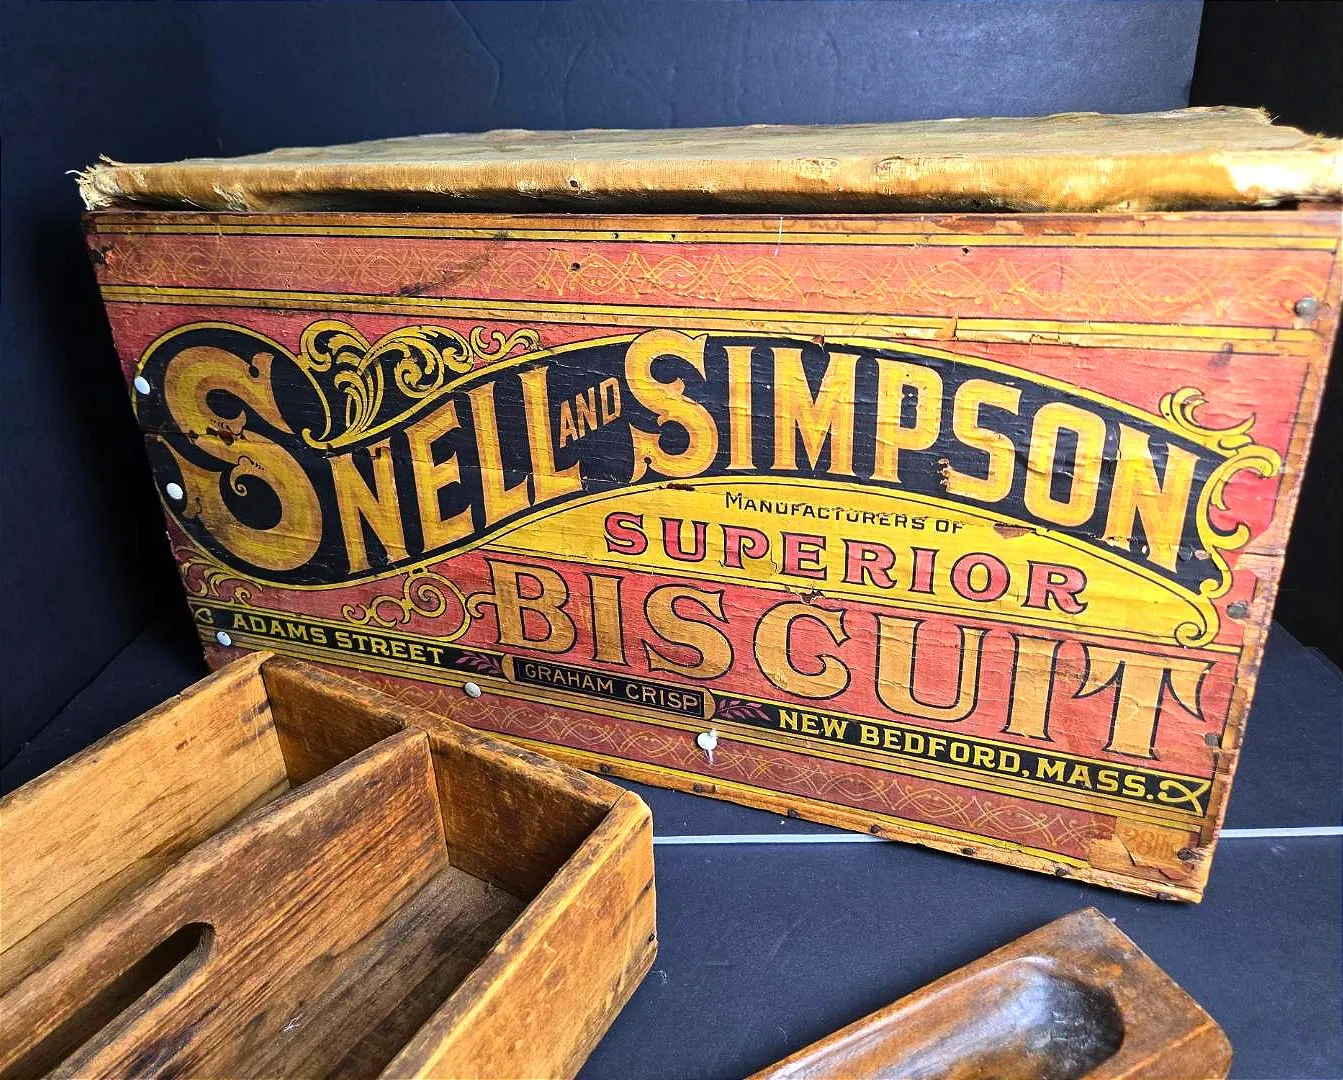 SNELL AND SIMPSON
MANUFACTURERS OF
SUPERIOR
BISCUIT
ADAMS STREET GRAHAM CRISP NEW BEDFORD, MASS.